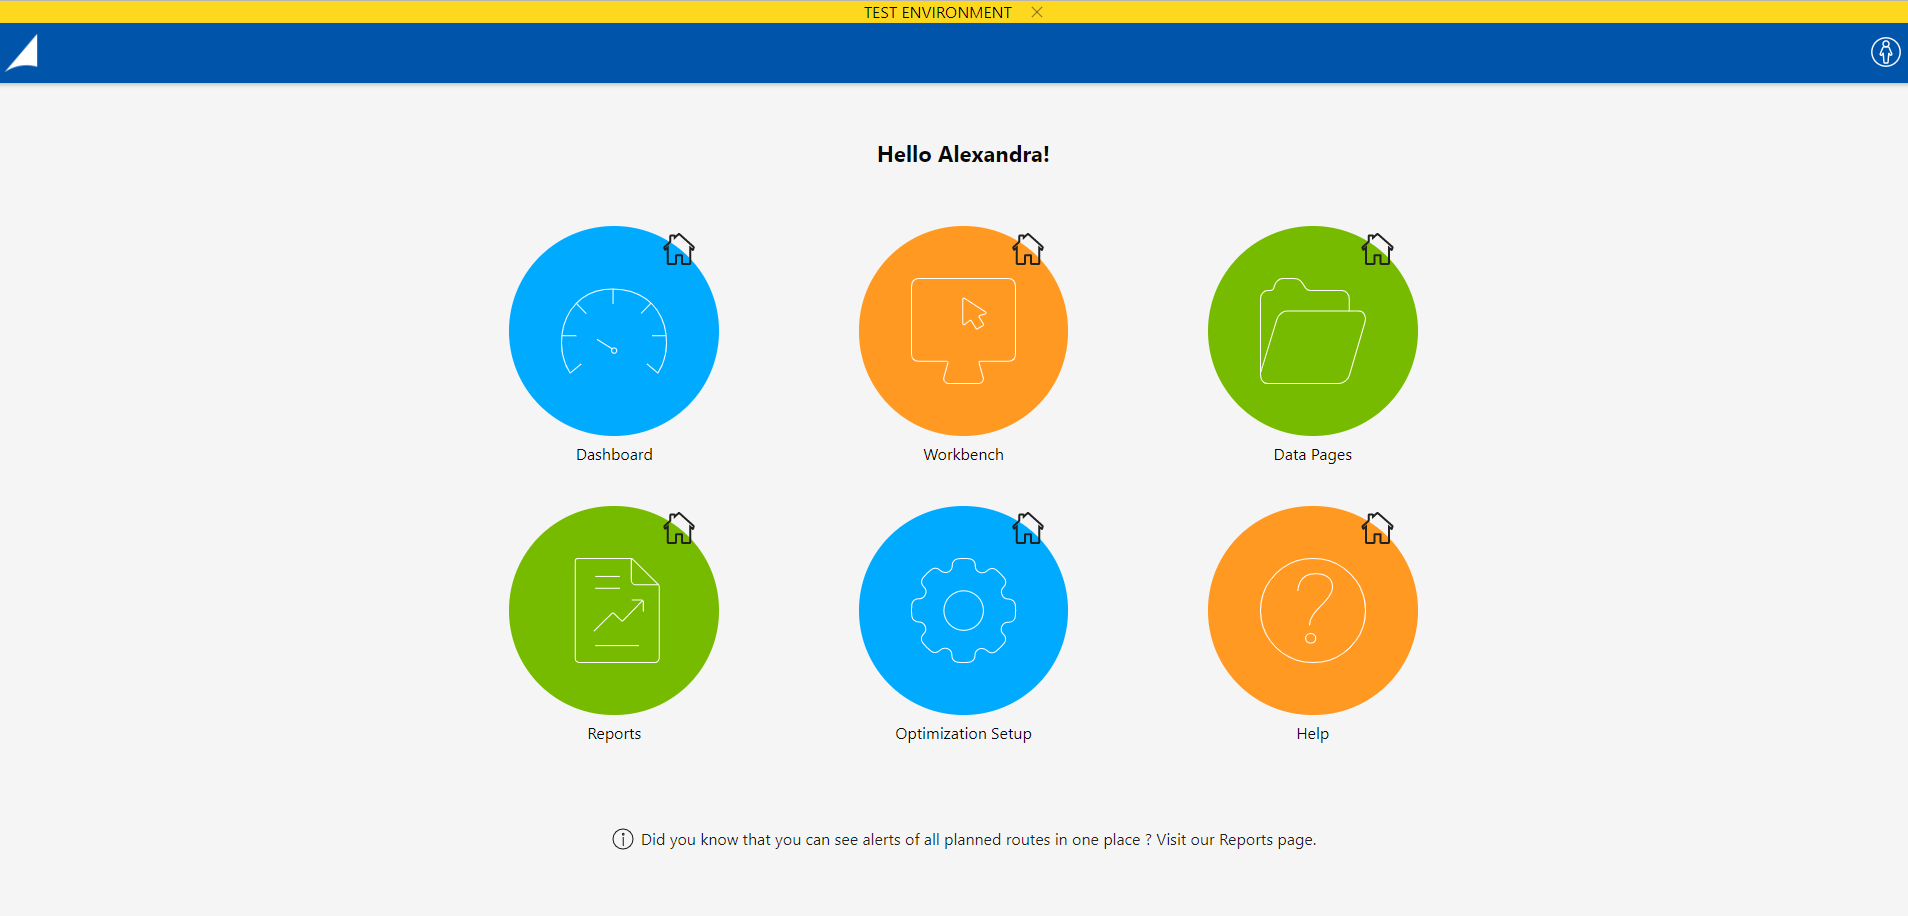 TEST ENVIRONMENT
Hello Alexandra!
Dashboard
Workbench
Data Pages
Reports
Optimization Setup
Help
Did you know that you can see alerts of all planned routes in one place ? Visit our Reports page.